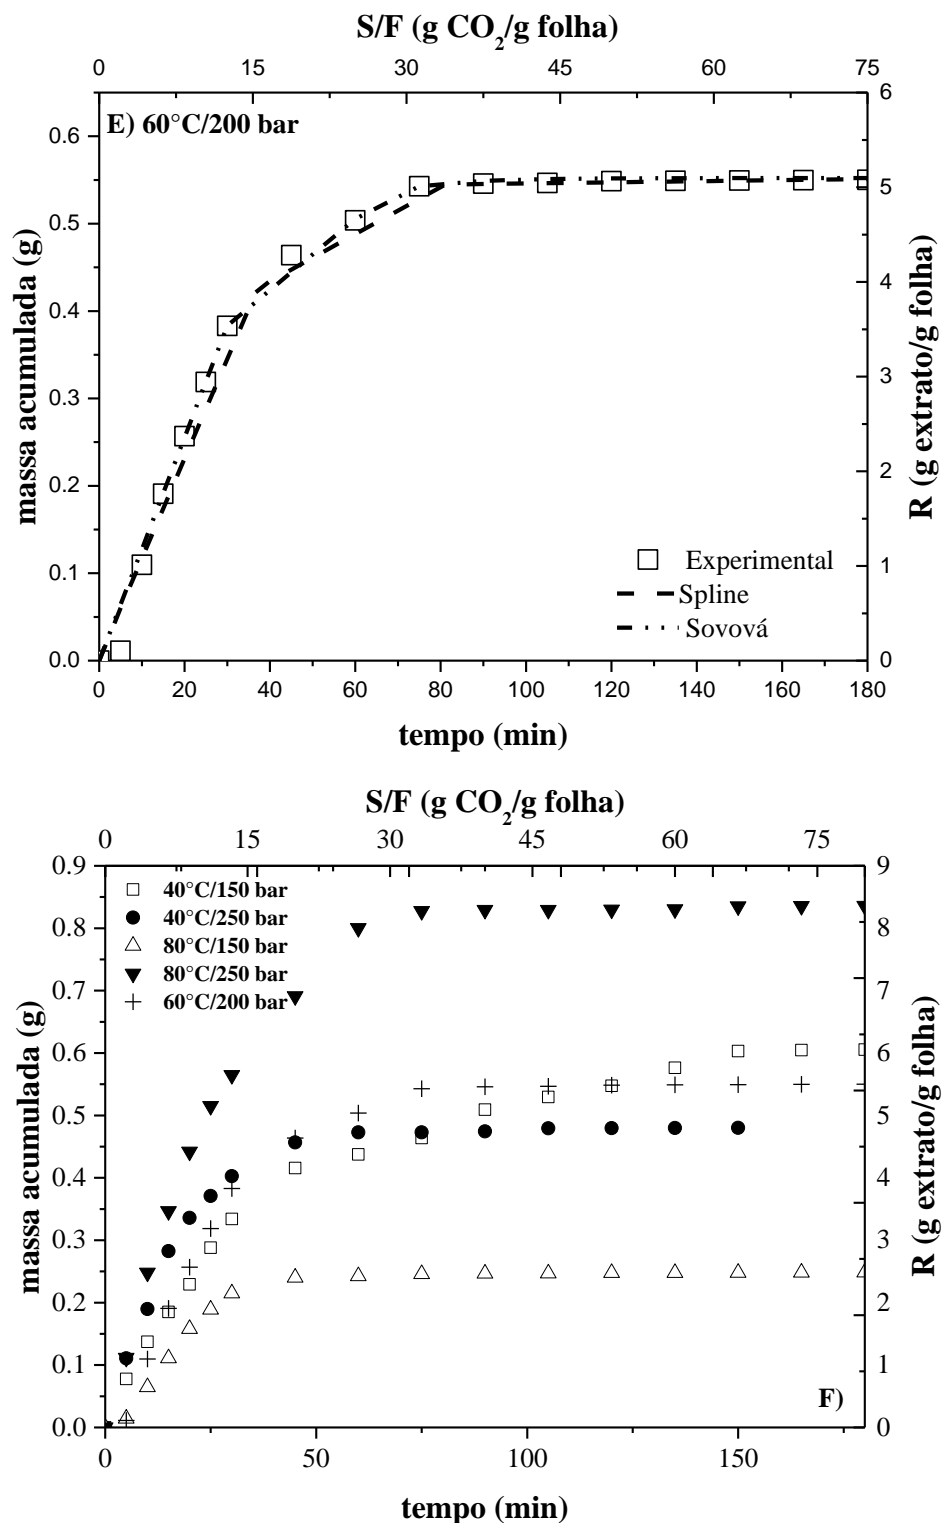 S/F (g CO2/g folha)
0 15 30 45 60 75
E) 60°C/200 bar
massa acumulada (g)
0.6
0.5
0.4
0.3
0.2
0.1
0.0
R (g extrato/g folha)
6
5
4
3
2
1
0
Experimental
Spline
Sovová
0 20 40 60 80 100 120 140 160 180
tempo (min)
S/F (g CO2/g folha)
0 15 30 45 60 75
massa acumulada (g)
0.9
0.8
0.7
0.6
0.5
0.4
0.3
0.2
0.1
0.0
40°C/150 bar
40°C/250 bar
80°C/150 bar
80°C/250 bar
60°C/200 bar
R (g extrato/g folha)
9
8
7
6
5
4
3
2
1
0
F)
0 50 100 150
tempo (min)